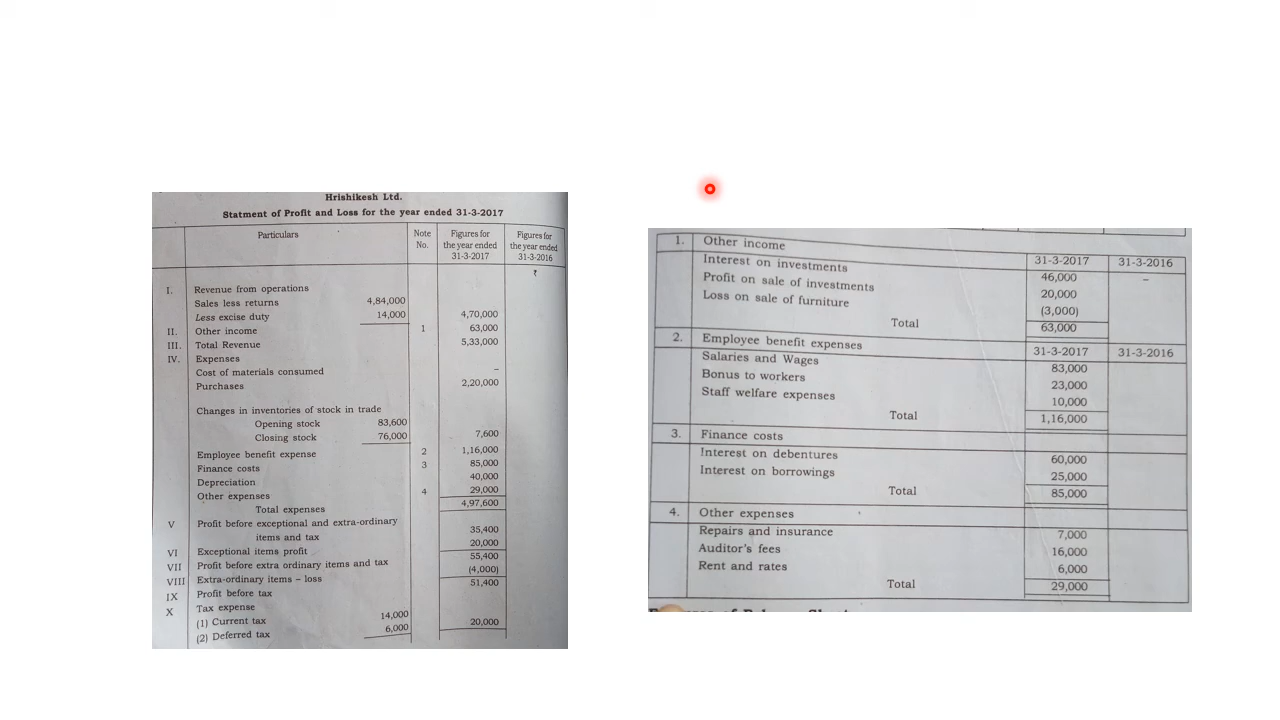 Hrishikesh Ltd.
Statment of Profit and Loss for the year ended 31-3-2017
Particulars Note No. Figures for the year ended 31-3-2017 Figures for the year ended 31-3-2016
₹
I. Revenue from operations
Sales less returns 4,84,000
Less excise duty 14,000 4,70,000
II. Other income 1 63,000
III. Total Revenue 5,33,000
IV. Expenses
Cost of materials consumed –
Purchases 2,20,000
Changes in inventories of stock in trade
Opening stock 83,600
Closing stock 76,000 7,600
Employee benefit expense 2 1,16,000
Finance costs 3 85,000
Depreciation 40,000
Other expenses 4 29,000
Total expenses 4,97,600
V Profit before exceptional and extra-ordinary
items and tax 35,400
VI Exceptional items profit 20,000
VII Profit before extra ordinary items and tax 55,400
VIII Extra-ordinary items – loss (4,000)
IX Profit before tax 51,400
X Tax expense
(1) Current tax 14,000
(2) Deferred tax 6,000 20,000
1. Other income 31-3-2017 31-3-2016
Interest on investments 46,000 –
Profit on sale of investments 20,000
Loss on sale of furniture (3,000)
Total 63,000
2. Employee benefit expenses 31-3-2017 31-3-2016
Salaries and Wages 83,000
Bonus to workers 23,000
Staff welfare expenses 10,000
Total 1,16,000
3. Finance costs
Interest on debentures 60,000
Interest on borrowings 25,000
Total 85,000
4. Other expenses
Repairs and insurance 7,000
Auditor's fees 16,000
Rent and rates 6,000
Total 29,000